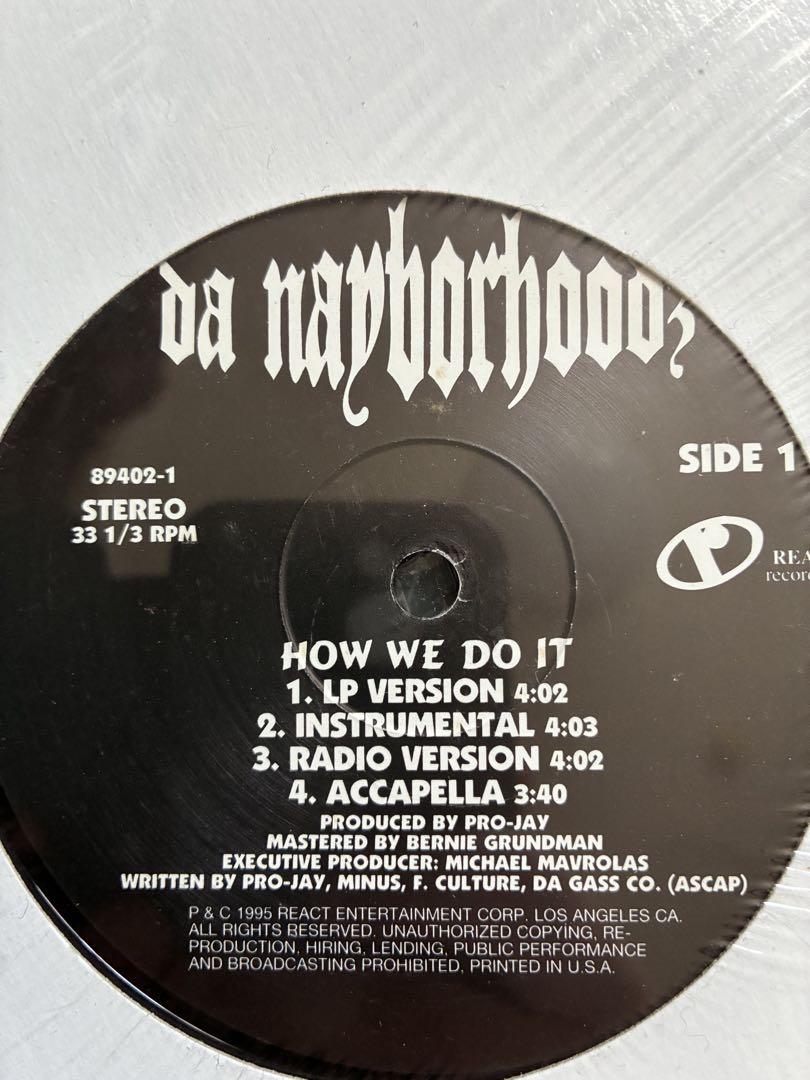 da nayborhoodz
89402-1
STEREO
33 1/3 RPM
SIDE 1
HOW WE DO IT
1. LP VERSION 4:02
2. INSTRUMENTAL 4:03
3. RADIO VERSION 4:02
4. ACCAPELLA 3:40
PRODUCED BY PRO-JAY
MASTERED BY BERNIE GRUNDMAN
EXECUTIVE PRODUCER: MICHAEL MAVROLAS
WRITTEN BY PRO-JAY, MINUS, F. CULTURE, DA GASS CO. (ASCAP)
P & C 1995 REACT ENTERTAINMENT CORP. LOS ANGELES CA.
ALL RIGHTS RESERVED. UNAUTHORIZED COPYING, RE-
PRODUCTION, HIRING, LENDING, PUBLIC PERFORMANCE
AND BROADCASTING PROHIBITED, PRINTED IN U.S.A.